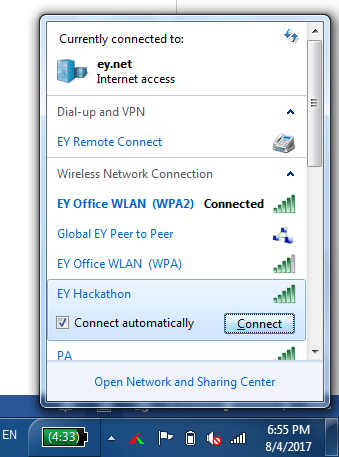 Currently connected to:
ey.net
Internet access
Dial-up and VPN
EY Remote Connect
Wireless Network Connection
EY Office WLAN (WPA2) Connected
Global EY Peer to Peer
EY Office WLAN (WPA)
EY Hackathon
Connect automatically Connect
PA
Open Network and Sharing Center
EN (4:33) 6:55 PM
8/4/2017